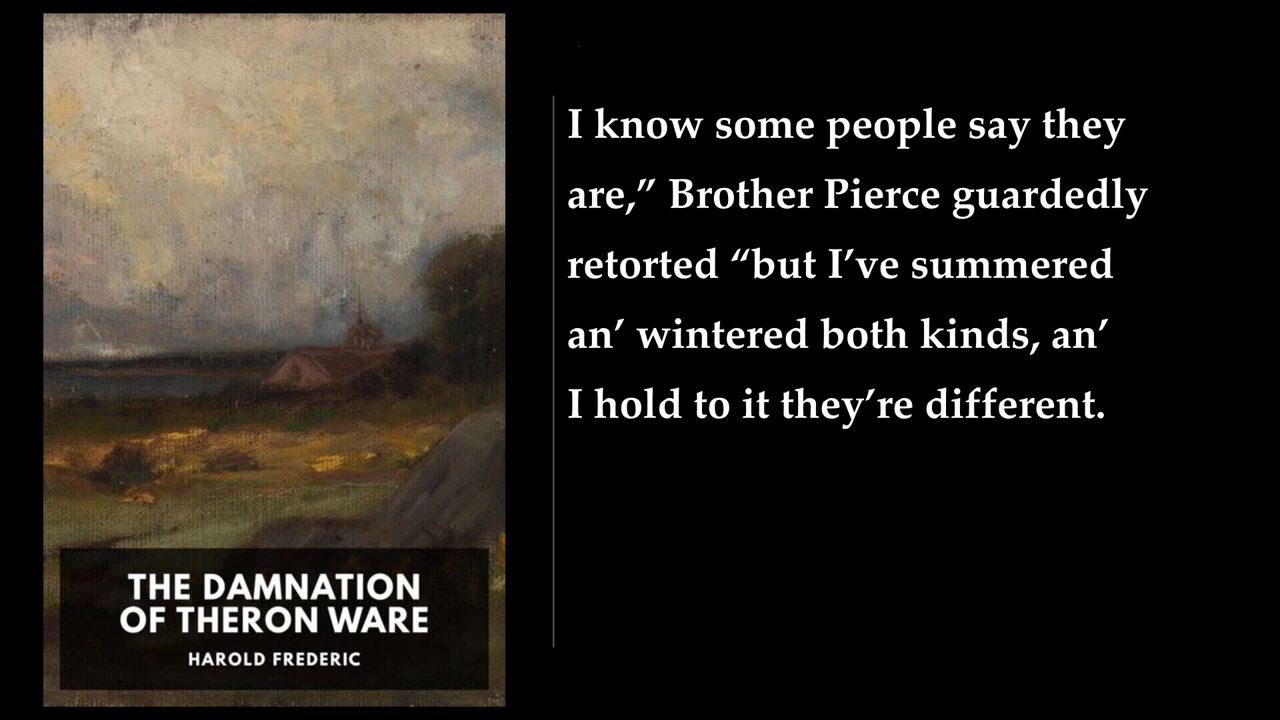 I know some people say they
are,” Brother Pierce guardedly
retorted “but I’ve summered
an’ wintered both kinds, an’
I hold to it they’re different.
THE DAMNATION
OF THERON WARE
HAROLD FREDERIC